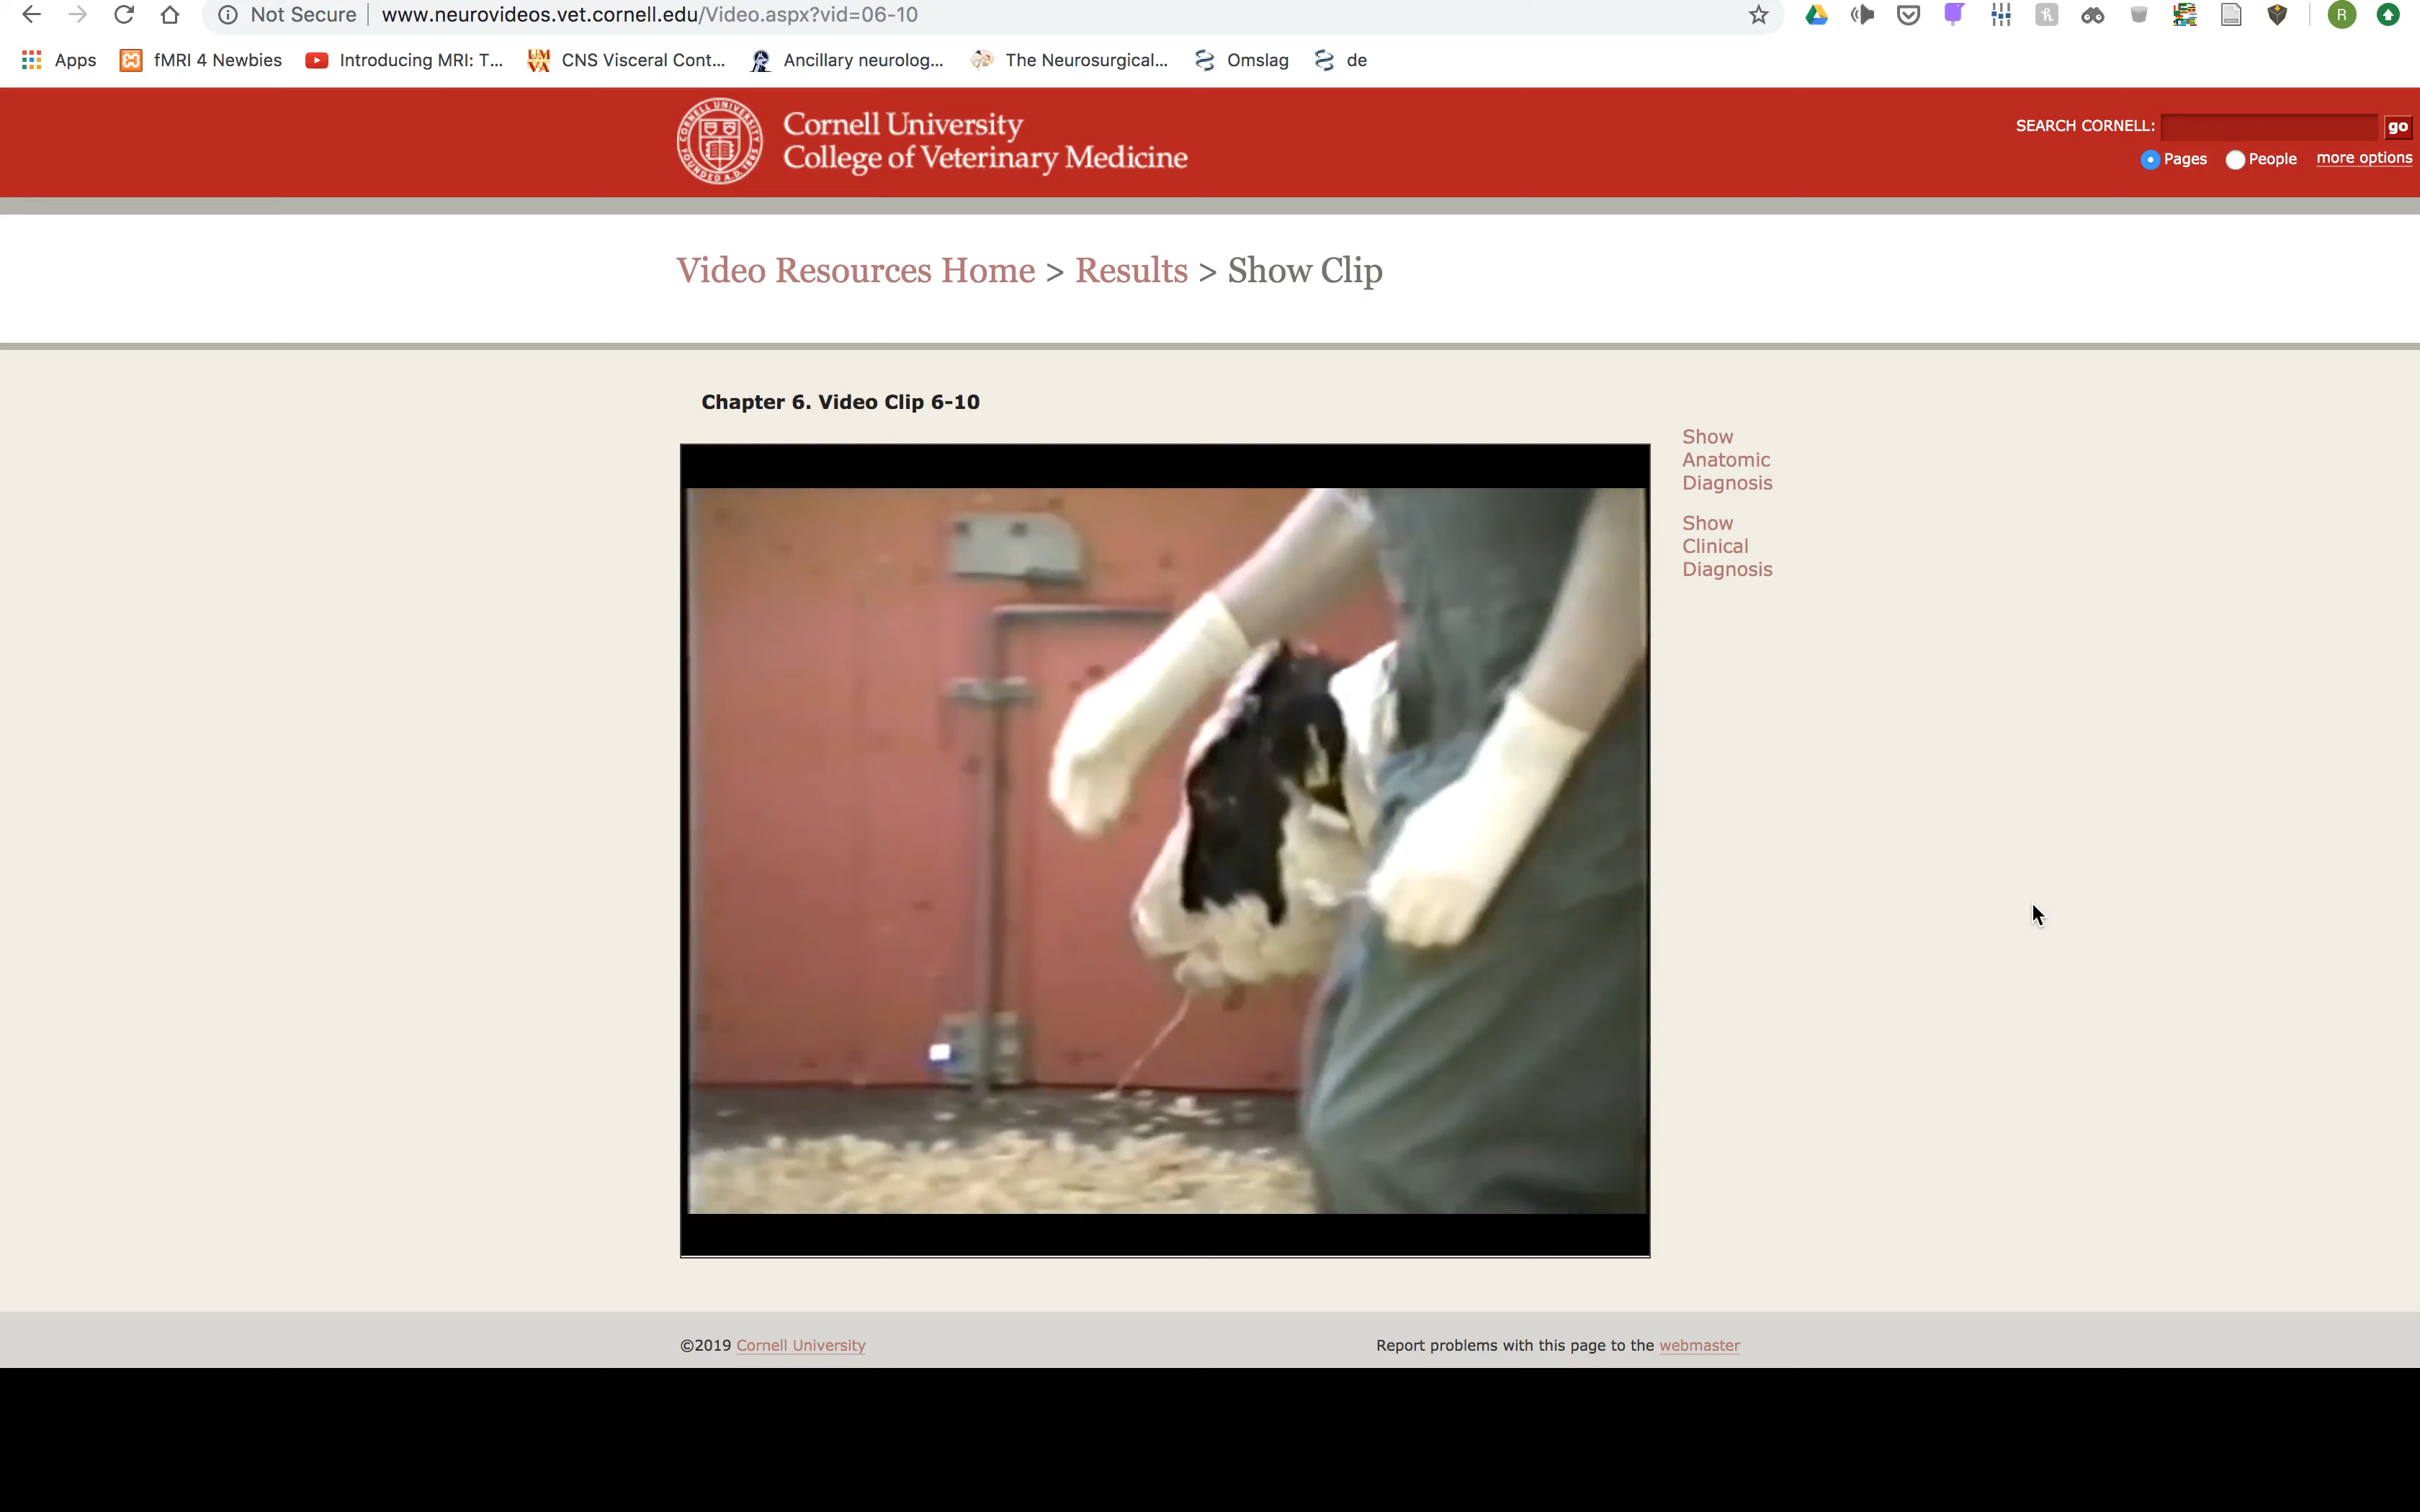 Not Secure www.neurovideos.vet.cornell.edu/Video.aspx?vid=06-10
R
Apps fMRI 4 Newbies Introducing MRI: T... CNS Visceral Cont... Ancillary neurolog... The Neurosurgical... Omslag de
Cornell University
College of Veterinary Medicine
SEARCH CORNELL: go
Pages People more options
Video Resources Home > Results > Show Clip
Chapter 6. Video Clip 6-10
Show
Anatomic
Diagnosis
Show
Clinical
Diagnosis
©2019 Cornell University
Report problems with this page to the webmaster